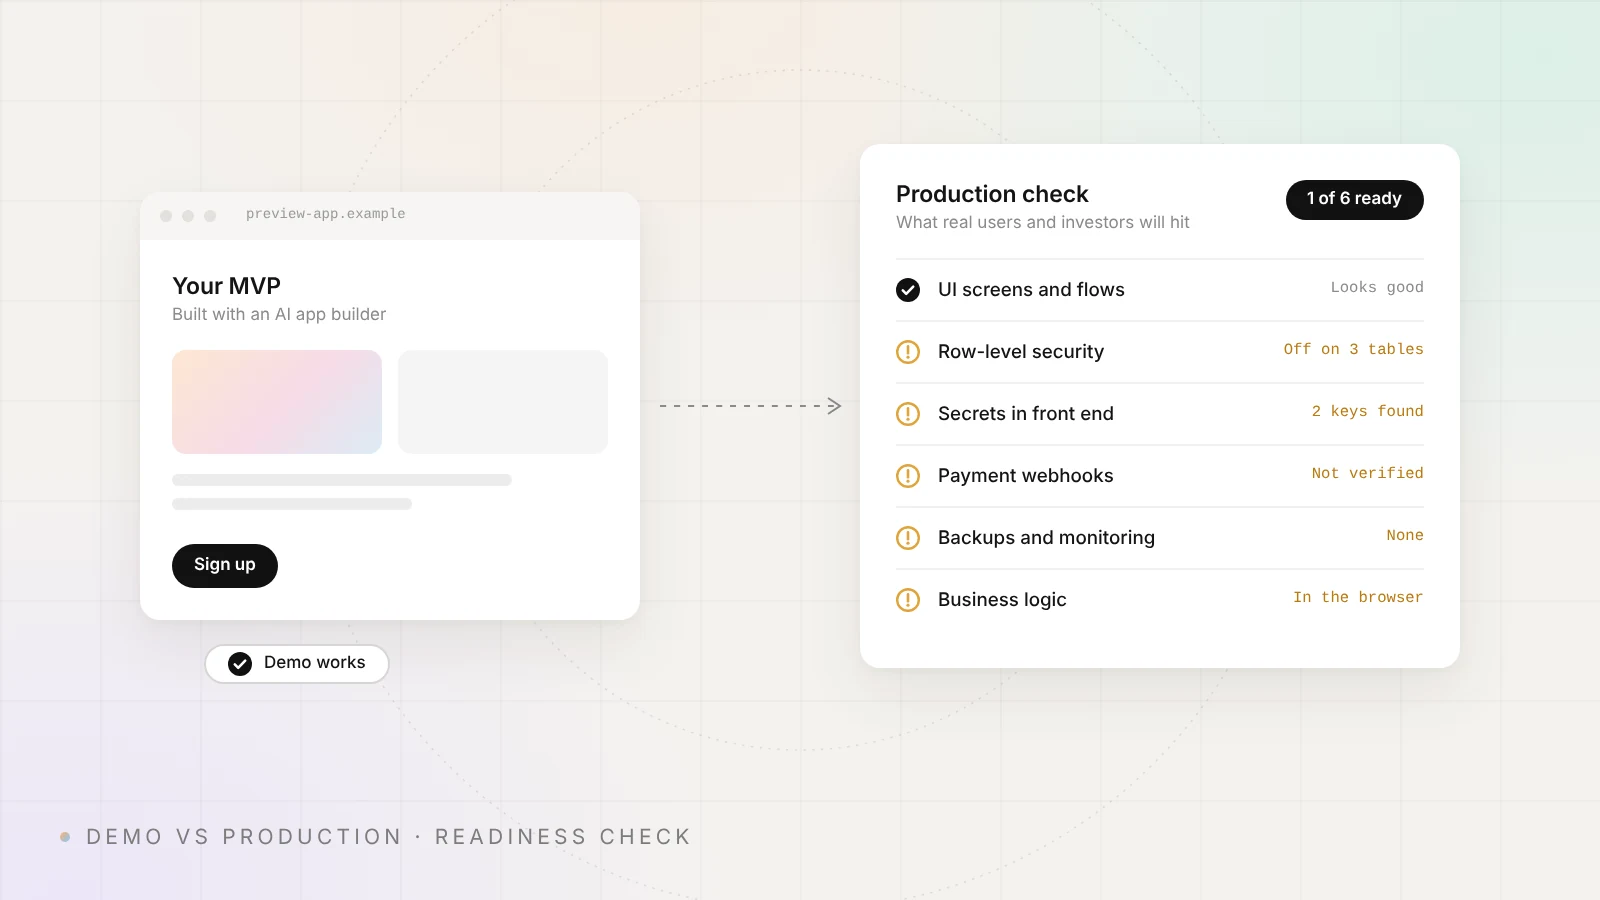 preview-app.example
Your MVP
Built with an AI app builder
Sign up
Demo works
Production check
What real users and investors will hit
1 of 6 ready
UI screens and flows
Looks good
Row-level security
Off on 3 tables
Secrets in front end
2 keys found
Payment webhooks
Not verified
Backups and monitoring
None
Business logic
In the browser
DEMO VS PRODUCTION · READINESS CHECK